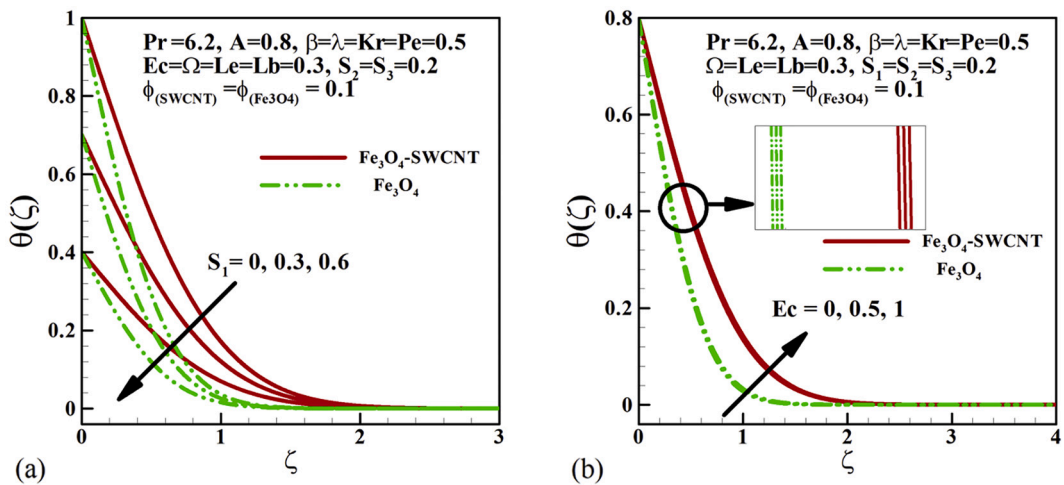 Pr =6.2, A=0.8, β=λ=Kr=Pe=0.5
Ec=Ω=Le=Lb=0.3, S₂=S₃=0.2
ϕ(SWCNT) =ϕ(Fe3O4) = 0.1
Fe₃O₄-SWCNT
Fe₃O₄
S₁= 0, 0.3, 0.6
θ(ζ)
1
0.8
0.6
0.4
0.2
0
0 1 2 3
ζ
(a)
Pr =6.2, A=0.8, β=λ=Kr=Pe=0.5
Ω=Le=Lb=0.3, S₁=S₂=S₃=0.2
ϕ(SWCNT) =ϕ(Fe3O4) = 0.1
Fe₃O₄-SWCNT
Fe₃O₄
Ec = 0, 0.5, 1
θ(ζ)
0.8
0.6
0.4
0.2
0
0 1 2 3 4
ζ
(b)